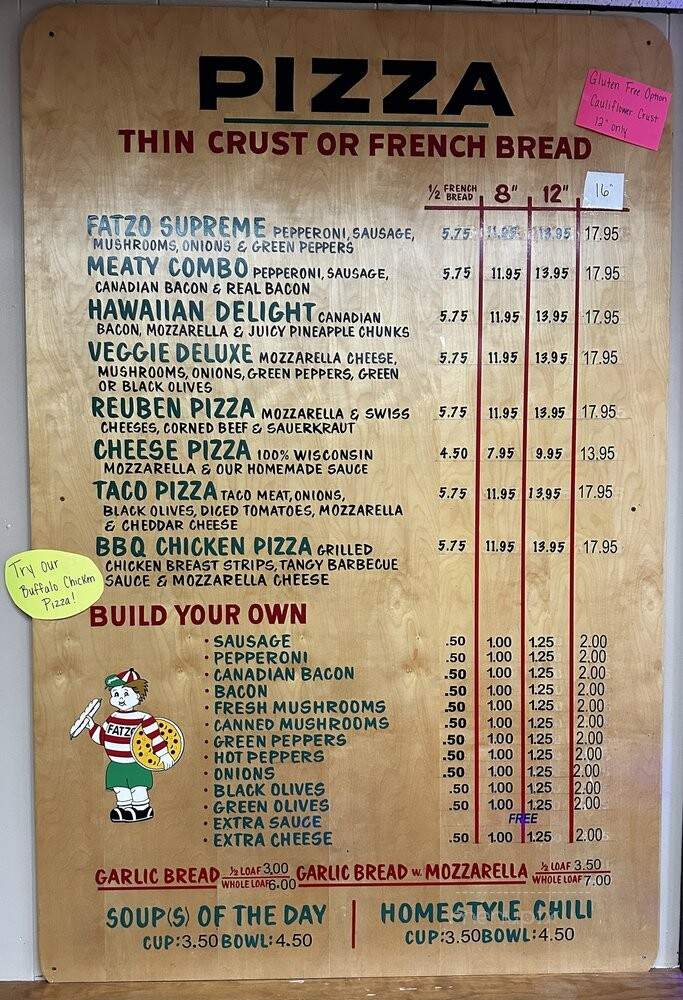 PIZZA
Gluten Free Option
Cauliflower Crust
12" only
THIN CRUST OR FRENCH BREAD
1/2 FRENCH BREAD 8" 12" 16"
FATZO SUPREME PEPPERONI, SAUSAGE, 5.75 11.95 13.95 17.95
MUSHROOMS, ONIONS & GREEN PEPPERS
MEATY COMBO PEPPERONI, SAUSAGE, 5.75 11.95 13.95 17.95
CANADIAN BACON & REAL BACON
HAWAIIAN DELIGHT CANADIAN 5.75 11.95 13.95 17.95
BACON, MOZZARELLA & JUICY PINEAPPLE CHUNKS
VEGGIE DELUXE MOZZARELLA CHEESE, 5.75 11.95 13.95 17.95
MUSHROOMS, ONIONS, GREEN PEPPERS, GREEN
OR BLACK OLIVES
REUBEN PIZZA MOZZARELLA & SWISS 5.75 11.95 13.95 17.95
CHEESES, CORNED BEEF & SAUERKRAUT
CHEESE PIZZA 100% WISCONSIN 4.50 7.95 9.95 13.95
MOZZARELLA & OUR HOMEMADE SAUCE
TACO PIZZA TACO MEAT, ONIONS, 5.75 11.95 13.95 17.95
BLACK OLIVES, DICED TOMATOES, MOZZARELLA
& CHEDDAR CHEESE
BBQ CHICKEN PIZZA GRILLED 5.75 11.95 13.95 17.95
CHICKEN BREAST STRIPS, TANGY BARBECUE
SAUCE & MOZZARELLA CHEESE
Try our
Buffalo Chicken
Pizza!
BUILD YOUR OWN
• SAUSAGE .50 1.00 1.25 2.00
• PEPPERONI .50 1.00 1.25 2.00
• CANADIAN BACON .50 1.00 1.25 2.00
• BACON .50 1.00 1.25 2.00
• FRESH MUSHROOMS .50 1.00 1.25 2.00
• CANNED MUSHROOMS .50 1.00 1.25 2.00
• GREEN PEPPERS .50 1.00 1.25 2.00
• HOT PEPPERS .50 1.00 1.25 2.00
• ONIONS .50 1.00 1.25 2.00
• BLACK OLIVES .50 1.00 1.25 2.00
• GREEN OLIVES .50 1.00 1.25 2.00
• EXTRA SAUCE FREE
• EXTRA CHEESE .50 1.00 1.25 2.00
FATZO
GARLIC BREAD 1/2 LOAF 3.00 WHOLE LOAF 6.00 GARLIC BREAD w. MOZZARELLA 1/2 LOAF 3.50 WHOLE LOAF 7.00
SOUP(S) OF THE DAY
CUP: 3.50 BOWL: 4.50
HOMESTYLE CHILI
CUP: 3.50 BOWL: 4.50